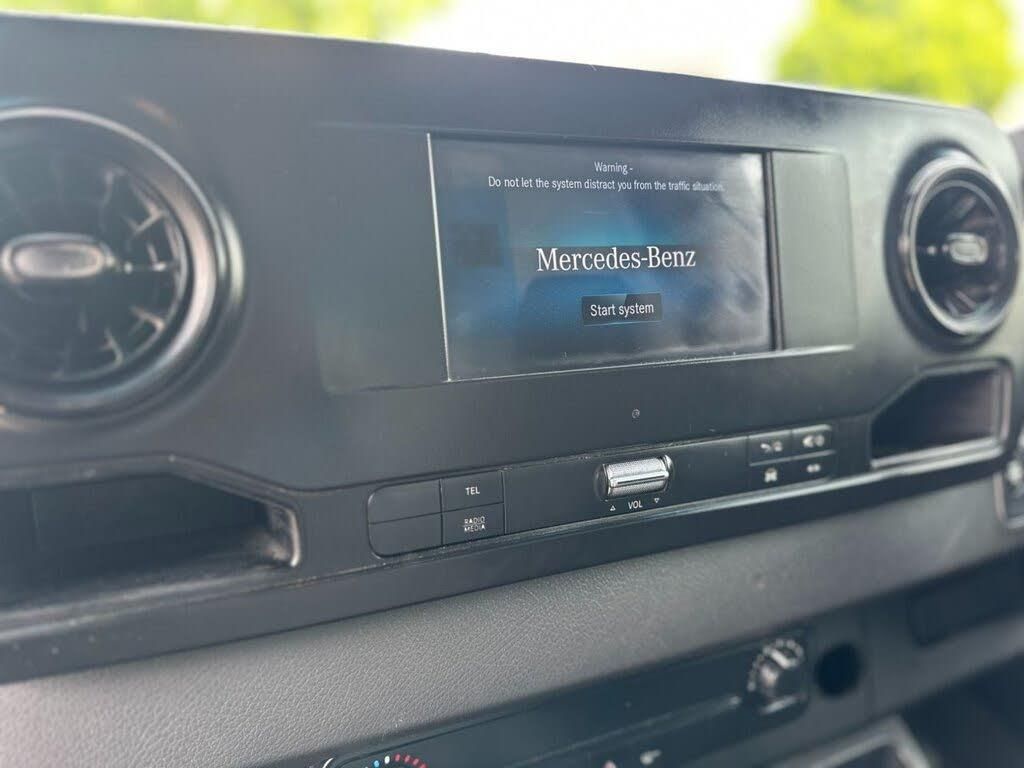 Warning -
Do not let the system distract you from the traffic situation.
Mercedes-Benz
Start system
TEL
RADIO
MEDIA
VOL